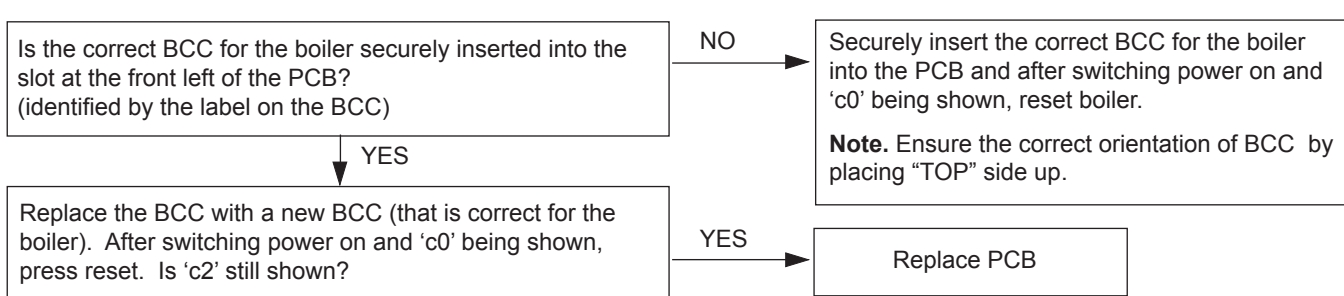 Is the correct BCC for the boiler securely inserted into the
slot at the front left of the PCB?
(identified by the label on the BCC)
NO
Securely insert the correct BCC for the boiler
into the PCB and after switching power on and
‘c0’ being shown, reset boiler.
Note. Ensure the correct orientation of BCC by
placing “TOP” side up.
YES
Replace the BCC with a new BCC (that is correct for the
boiler). After switching power on and ‘c0’ being shown,
press reset. Is ‘c2’ still shown?
YES
Replace PCB